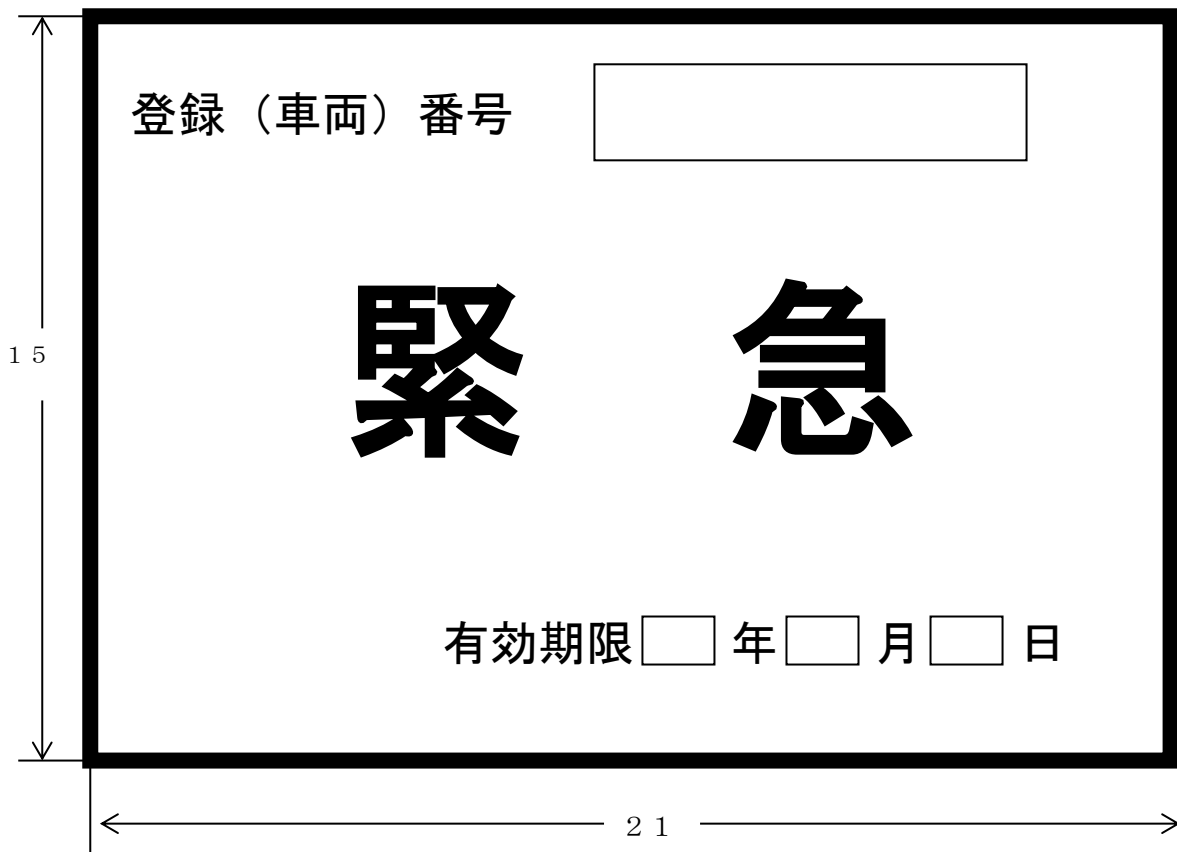 登録（車両）番号
緊　急
１５
有効期限 年 月 日
２１